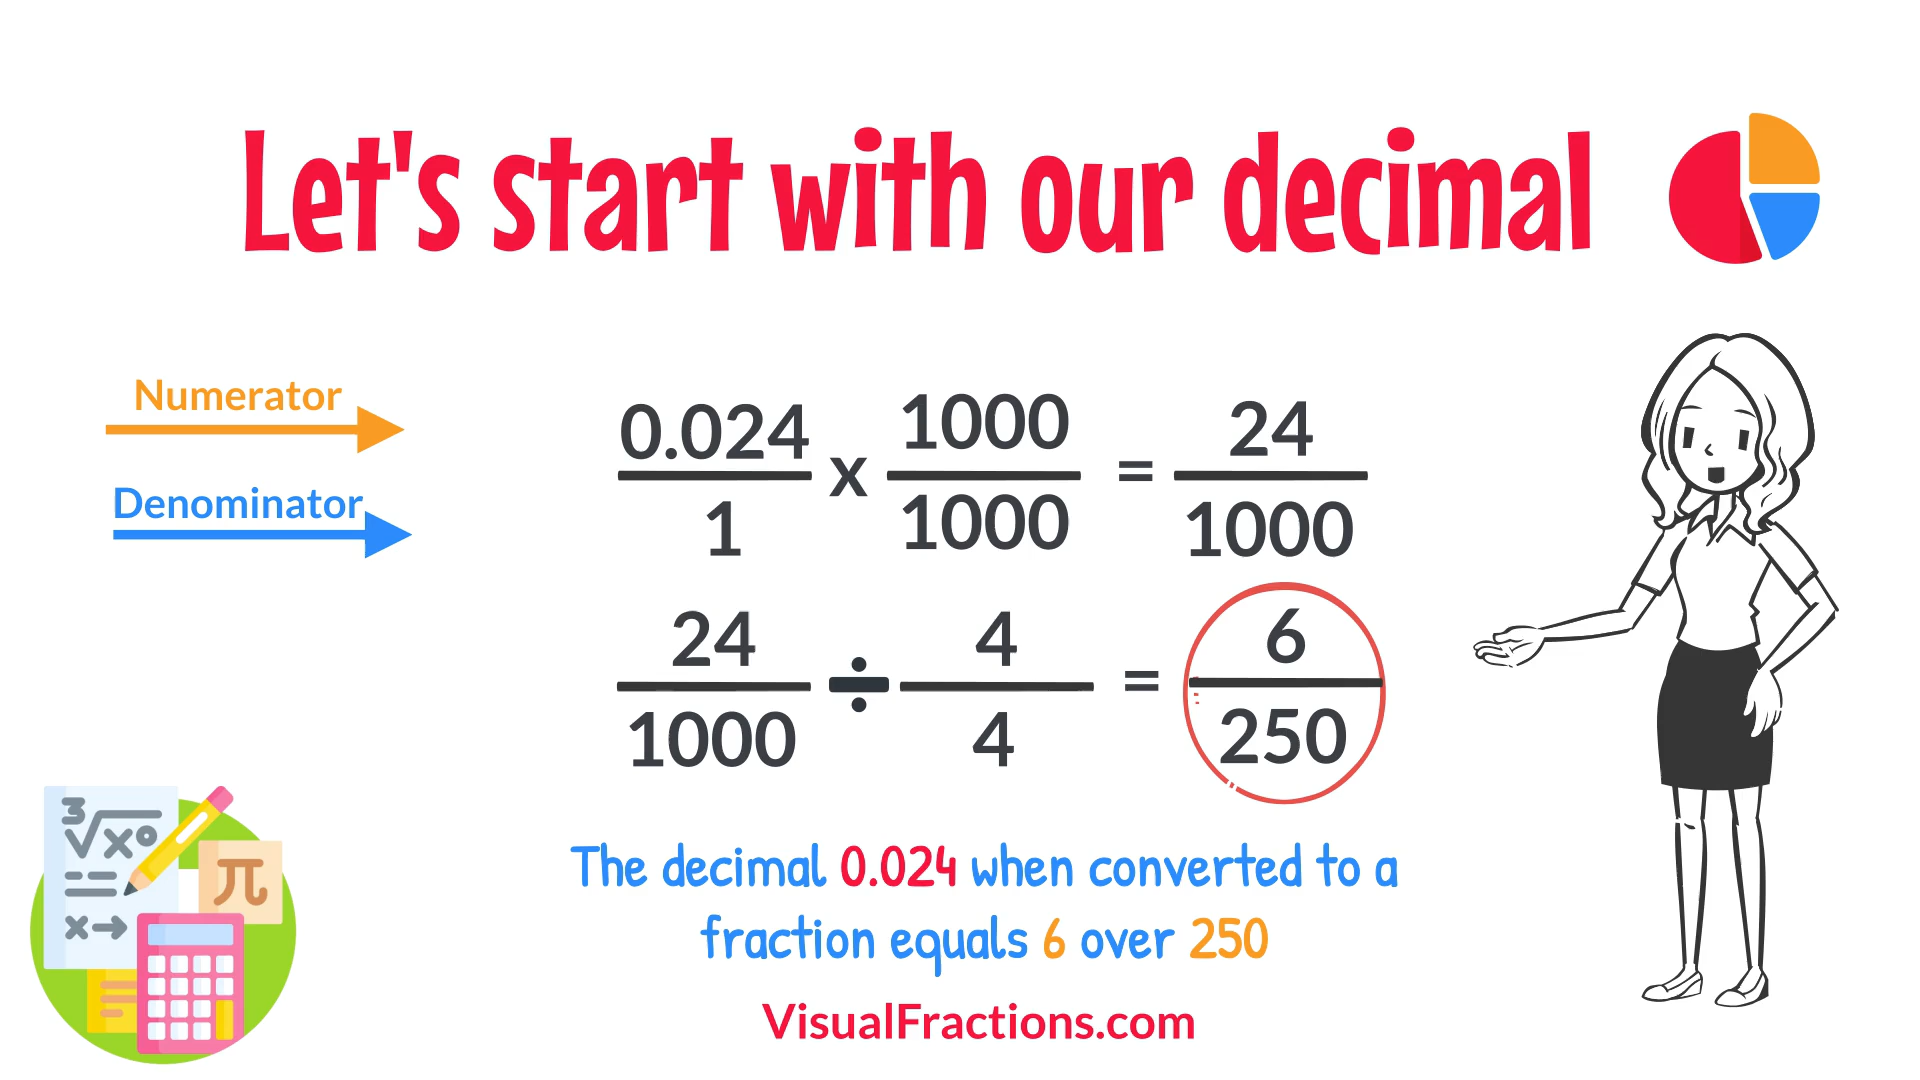 Let's start with our decimal
Numerator
Denominator
0.024 / 1 x 1000 / 1000 = 24 / 1000
24 / 1000 ÷ 4 / 4 = 6 / 250
3√x°
=
x→
π
The decimal 0.024 when converted to a
fraction equals 6 over 250
VisualFractions.com